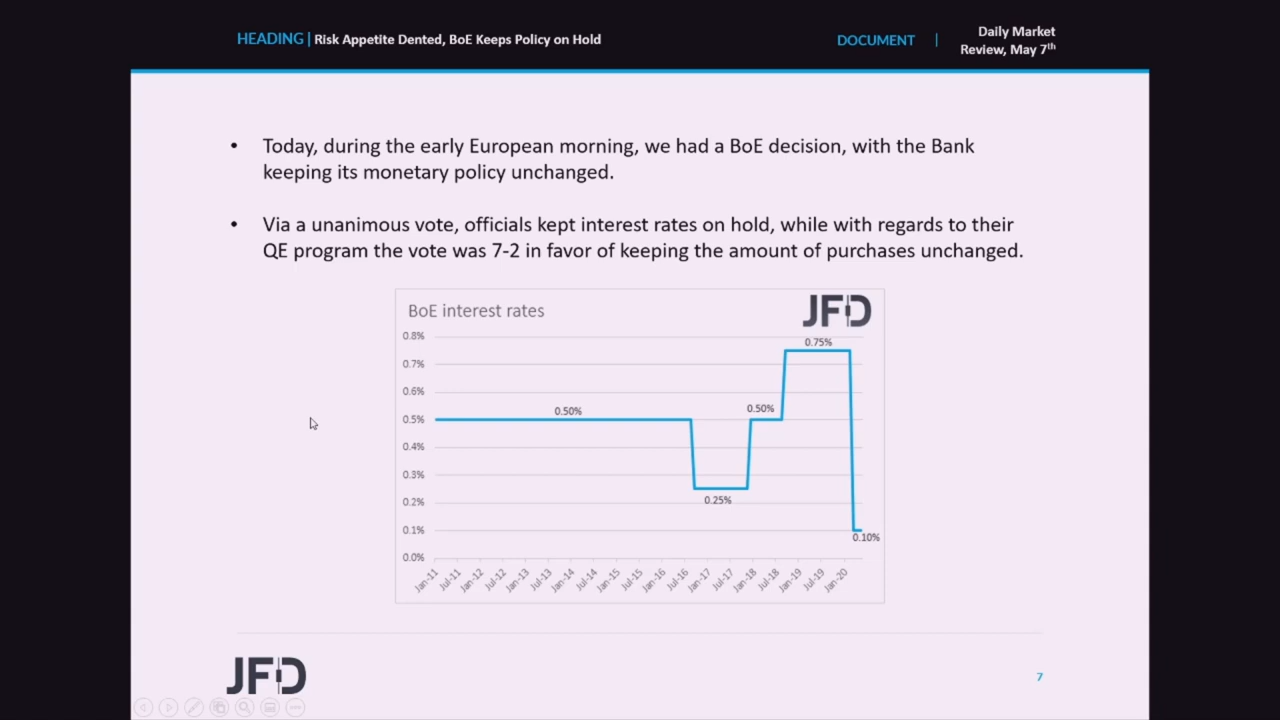 HEADING | Risk Appetite Dented, BoE Keeps Policy on Hold
DOCUMENT | Daily Market
Review, May 7th
• Today, during the early European morning, we had a BoE decision, with the Bank
keeping its monetary policy unchanged.
• Via a unanimous vote, officials kept interest rates on hold, while with regards to their
QE program the vote was 7-2 in favor of keeping the amount of purchases unchanged.
BoE interest rates
JFD
0.8%
0.7%
0.6%
0.5%
0.4%
0.3%
0.2%
0.1%
0.0%
0.50%
0.25%
0.50%
0.75%
0.10%
Jan-11
Jul-11
Jan-12
Jul-12
Jan-13
Jul-13
Jan-14
Jul-14
Jan-15
Jul-15
Jan-16
Jul-16
Jan-17
Jul-17
Jan-18
Jul-18
Jan-19
Jul-19
Jan-20
JFD
7